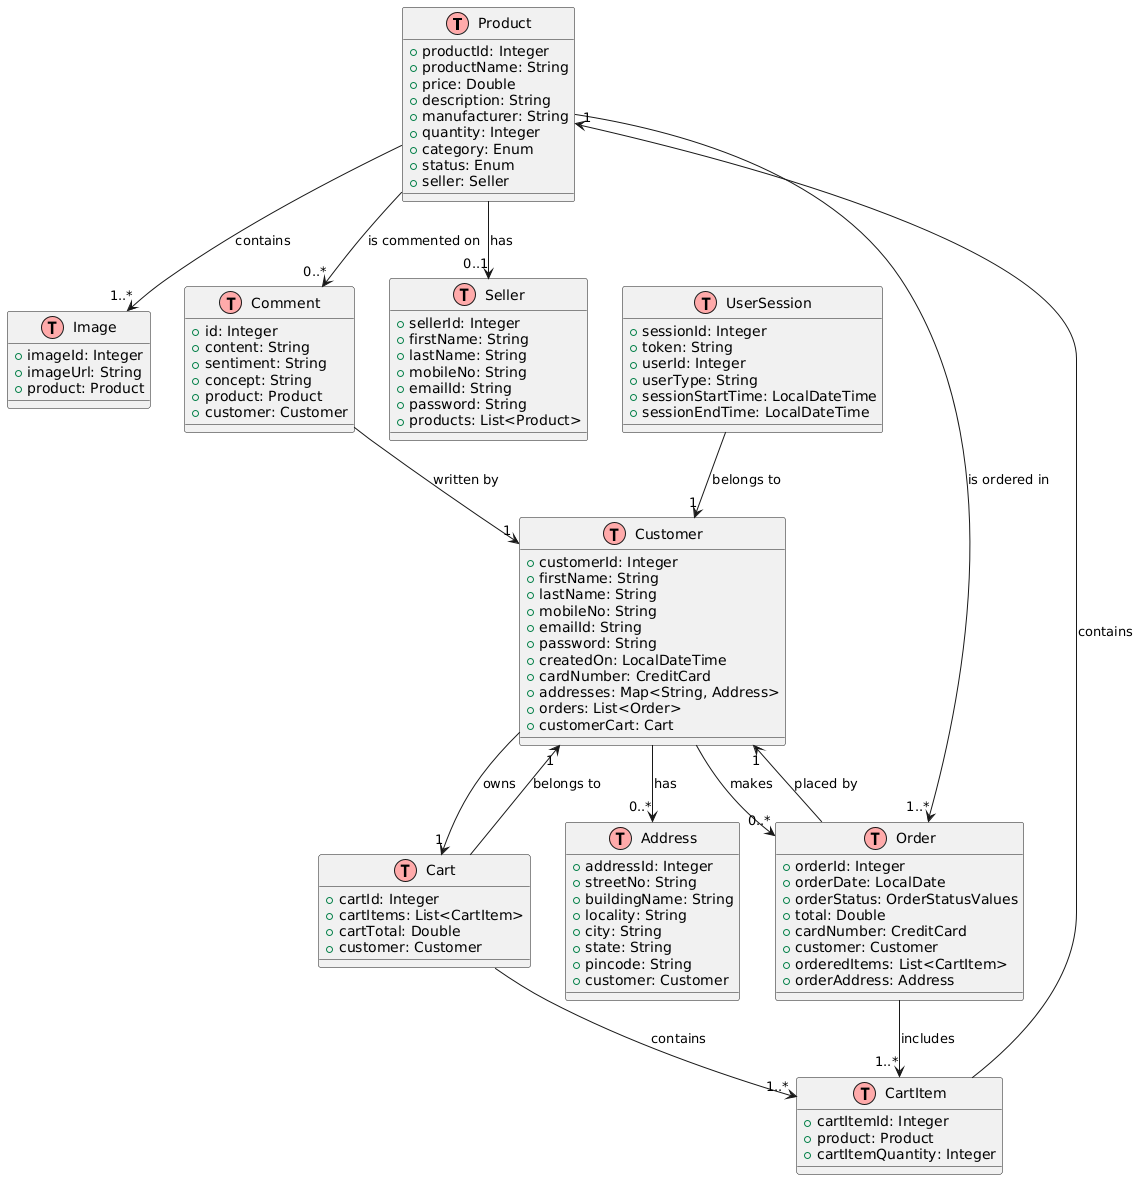 T Product
productId: Integer
productName: String
price: Double
description: String
manufacturer: String
quantity: Integer
category: Enum
status: Enum
seller: Seller
1
contains
is commented on
has
1..*
0..*
0..1
T Image
imageId: Integer
imageUrl: String
product: Product
T Comment
id: Integer
content: String
sentiment: String
concept: String
product: Product
customer: Customer
T Seller
sellerId: Integer
firstName: String
lastName: String
mobileNo: String
emailId: String
password: String
products: List<Product>
T UserSession
sessionId: Integer
token: String
userId: Integer
userType: String
sessionStartTime: LocalDateTime
sessionEndTime: LocalDateTime
written by
belongs to
is ordered in
1
1
T Customer
customerId: Integer
firstName: String
lastName: String
mobileNo: String
emailId: String
password: String
createdOn: LocalDateTime
cardNumber: CreditCard
addresses: Map<String, Address>
orders: List<Order>
customerCart: Cart
contains
1
1
owns
belongs to
has
makes
placed by
1
0..*
0..*
1..*
T Cart
cartId: Integer
cartItems: List<CartItem>
cartTotal: Double
customer: Customer
T Address
addressId: Integer
streetNo: String
buildingName: String
locality: String
city: String
state: String
pincode: String
customer: Customer
T Order
orderId: Integer
orderDate: LocalDate
orderStatus: OrderStatusValues
total: Double
cardNumber: CreditCard
customer: Customer
orderedItems: List<CartItem>
orderAddress: Address
contains
includes
1..*
1..*
T CartItem
cartItemId: Integer
product: Product
cartItemQuantity: Integer